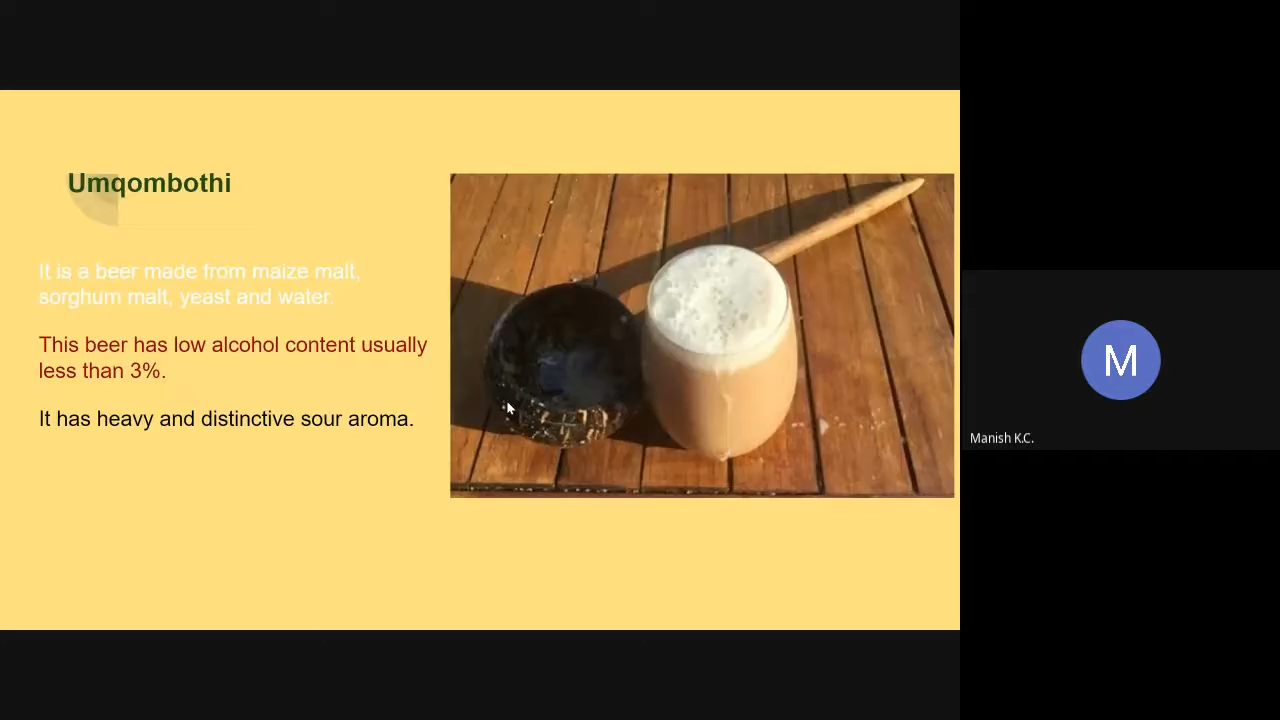 Umqombothi
It is a beer made from maize malt,
sorghum malt, yeast and water.
This beer has low alcohol content usually
less than 3%.
It has heavy and distinctive sour aroma.
M
Manish K.C.